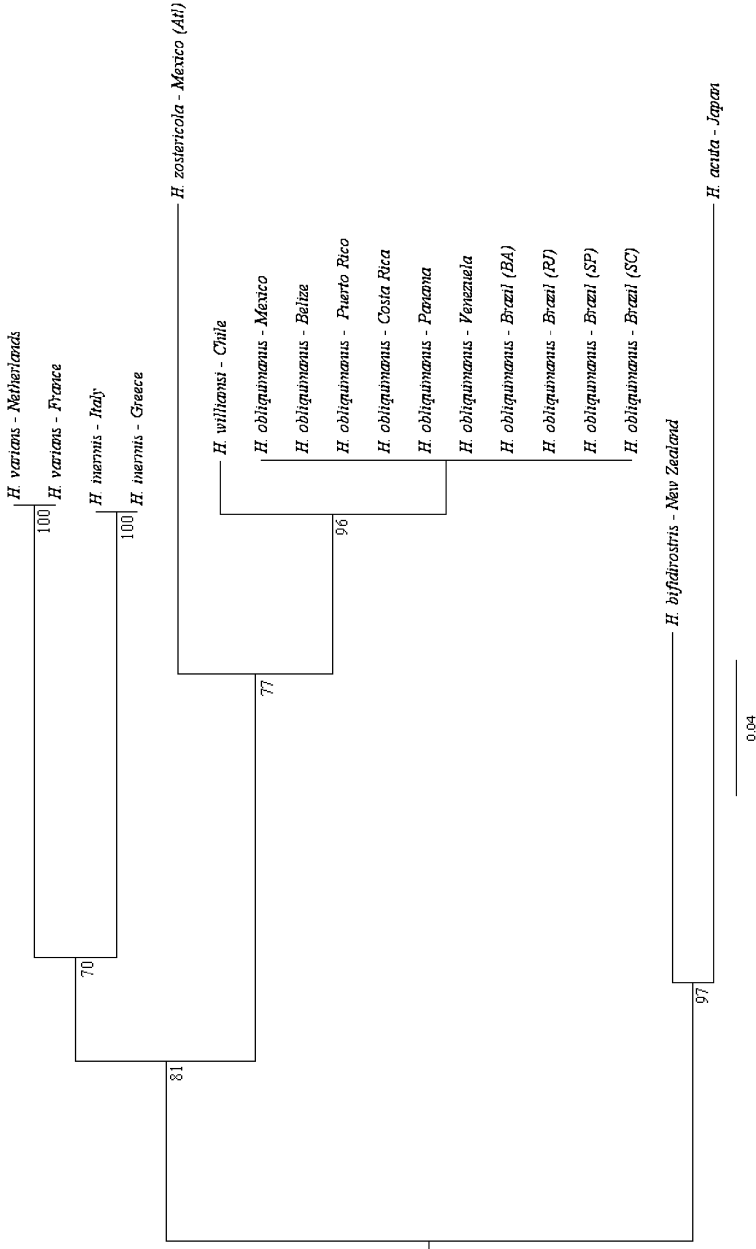 H. varians - Netherlands
H. varians - France
100
H. inermis - Italy
H. inermis - Greece
100
70
H. zostericola - Mexico (Atl)
H. williamsi - Chile
H. obliquimanus - Mexico
H. obliquimanus - Belize
H. obliquimanus - Puerto Rico
H. obliquimanus - Costa Rica
H. obliquimanus - Panama
H. obliquimanus - Venezuela
H. obliquimanus - Brazil (BA)
H. obliquimanus - Brazil (RJ)
H. obliquimanus - Brazil (SP)
H. obliquimanus - Brazil (SC)
96
77
81
H. bifidirostris - New Zealand
H. acuta - Japan
97
0.04